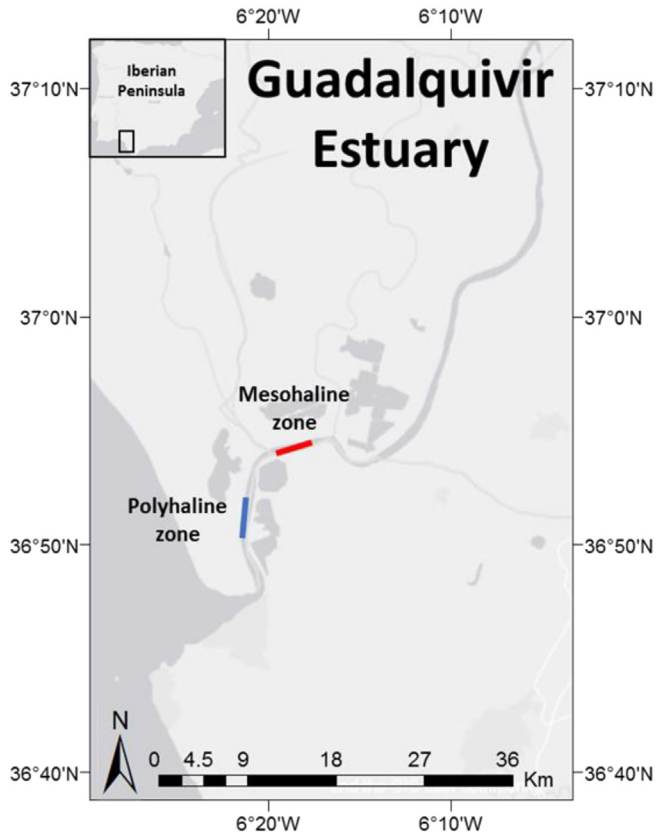 6°20'W 6°10'W
37°10'N 37°10'N
Iberian
Peninsula
Guadalquivir
Estuary
37°0'N 37°0'N
Mesohaline
zone
Polyhaline
zone
36°50'N 36°50'N
N
0 4.5 9 18 27 36
Km
36°40'N 36°40'N
6°20'W 6°10'W